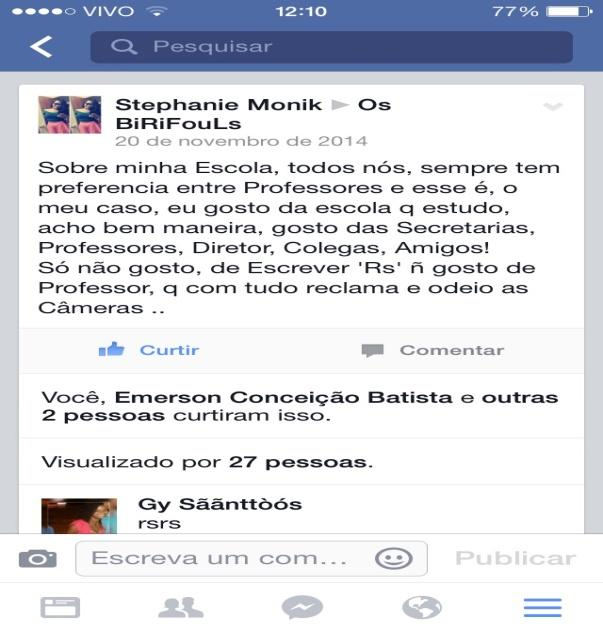 VIVO 12:10 77%
Pesquisar
Stephanie Monik ▶ Os
BiRiFouLs
20 de novembro de 2014
Sobre minha Escola, todos nós, sempre tem
preferencia entre Professores e esse é, o
meu caso, eu gosto da escola q estudo,
acho bem maneira, gosto das Secretarias,
Professores, Diretor, Colegas, Amigos!
Só não gosto, de Escrever 'Rs' ñ gosto de
Professor, q com tudo reclama e odeio as
Câmeras ..
Curtir Comentar
Você, Emerson Conceição Batista e outras
2 pessoas curtiram isso.
Visualizado por 27 pessoas.
Gy Sããnttòós
rsrs
Escreva um com... Publicar